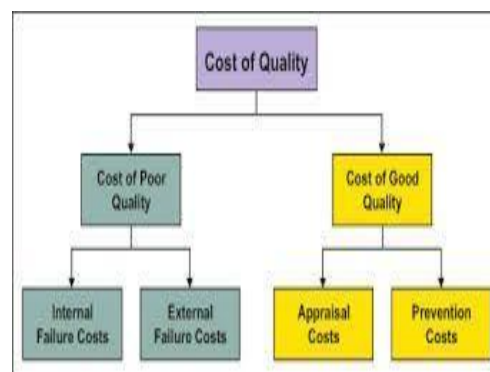 Cost of Quality
Cost of Poor
Quality
Cost of Good
Quality
Internal
Failure Costs
External
Failure Costs
Appraisal
Costs
Prevention
Costs